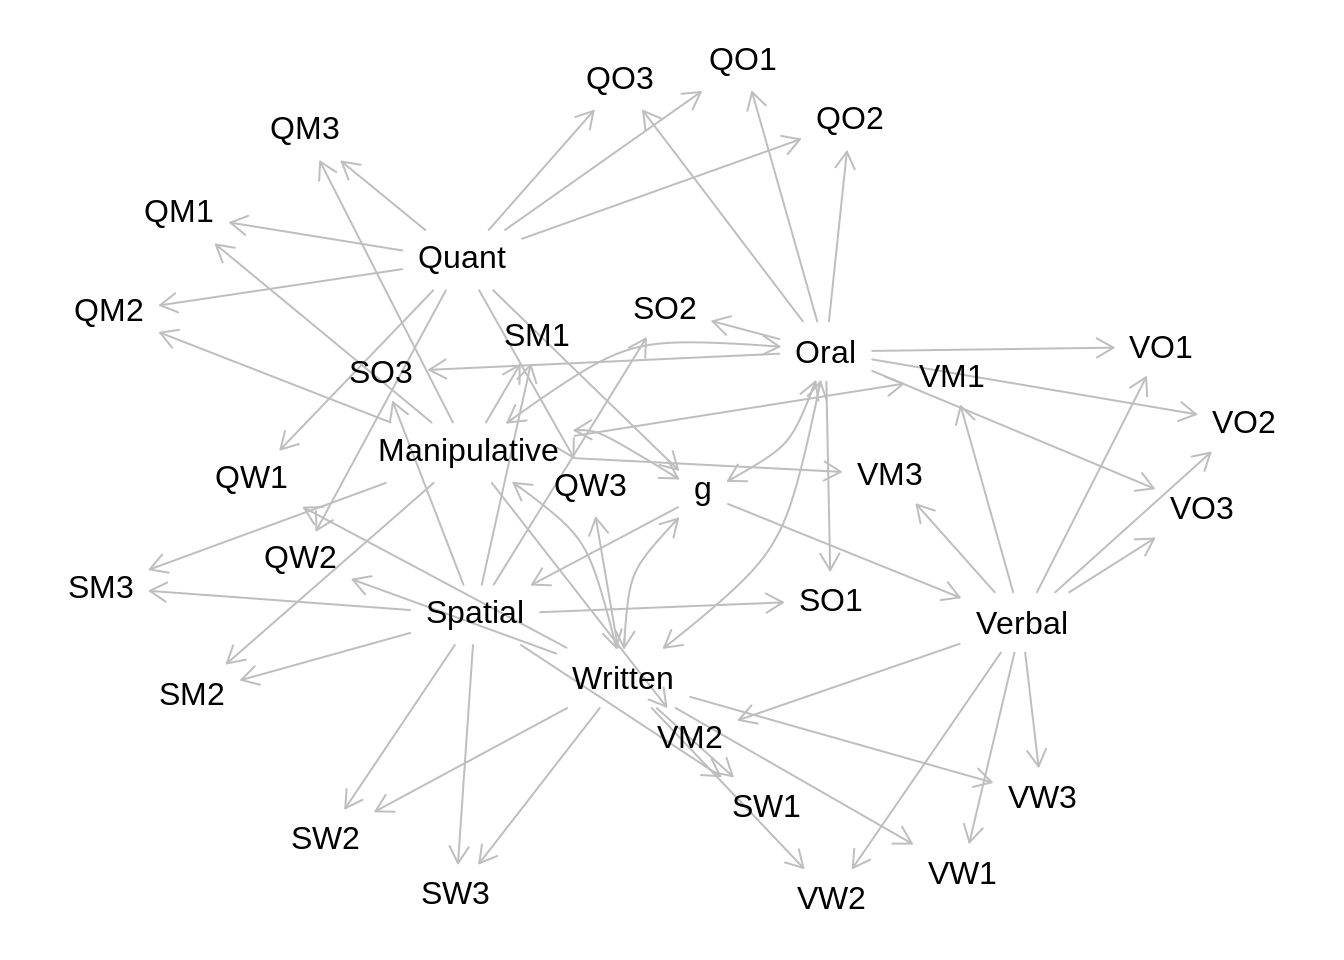 QO1
QO3
QO2
QM3
QM1
Quant
QM2
SO2
SM1
VO1
Oral
SO3
VM1
VO2
Manipulative
VM3
QW1
QW3
g
VO3
QW2
SM3
SO1
Spatial
Verbal
Written
SM2
VM2
VW3
SW1
SW2
VW1
SW3
VW2